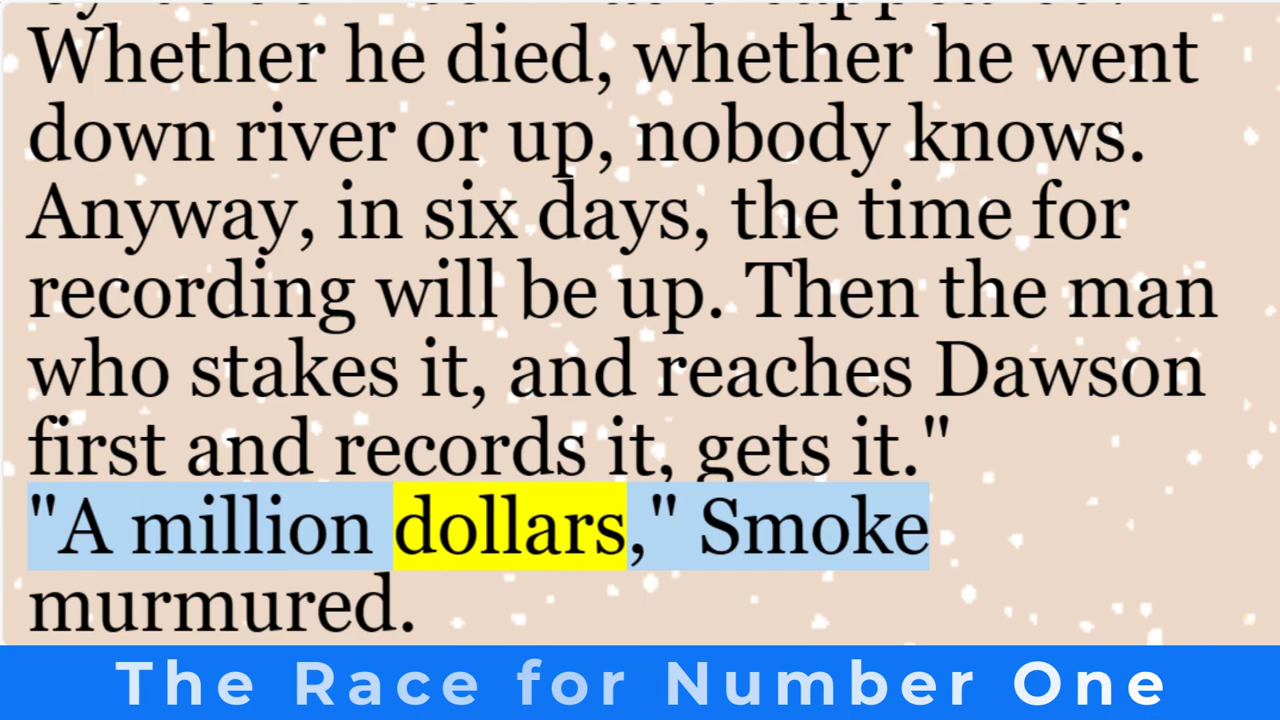 Whether he died, whether he went
down river or up, nobody knows.
Anyway, in six days, the time for
recording will be up. Then the man
who stakes it, and reaches Dawson
first and records it, gets it."
"A million dollars," Smoke
murmured.
The Race for Number One